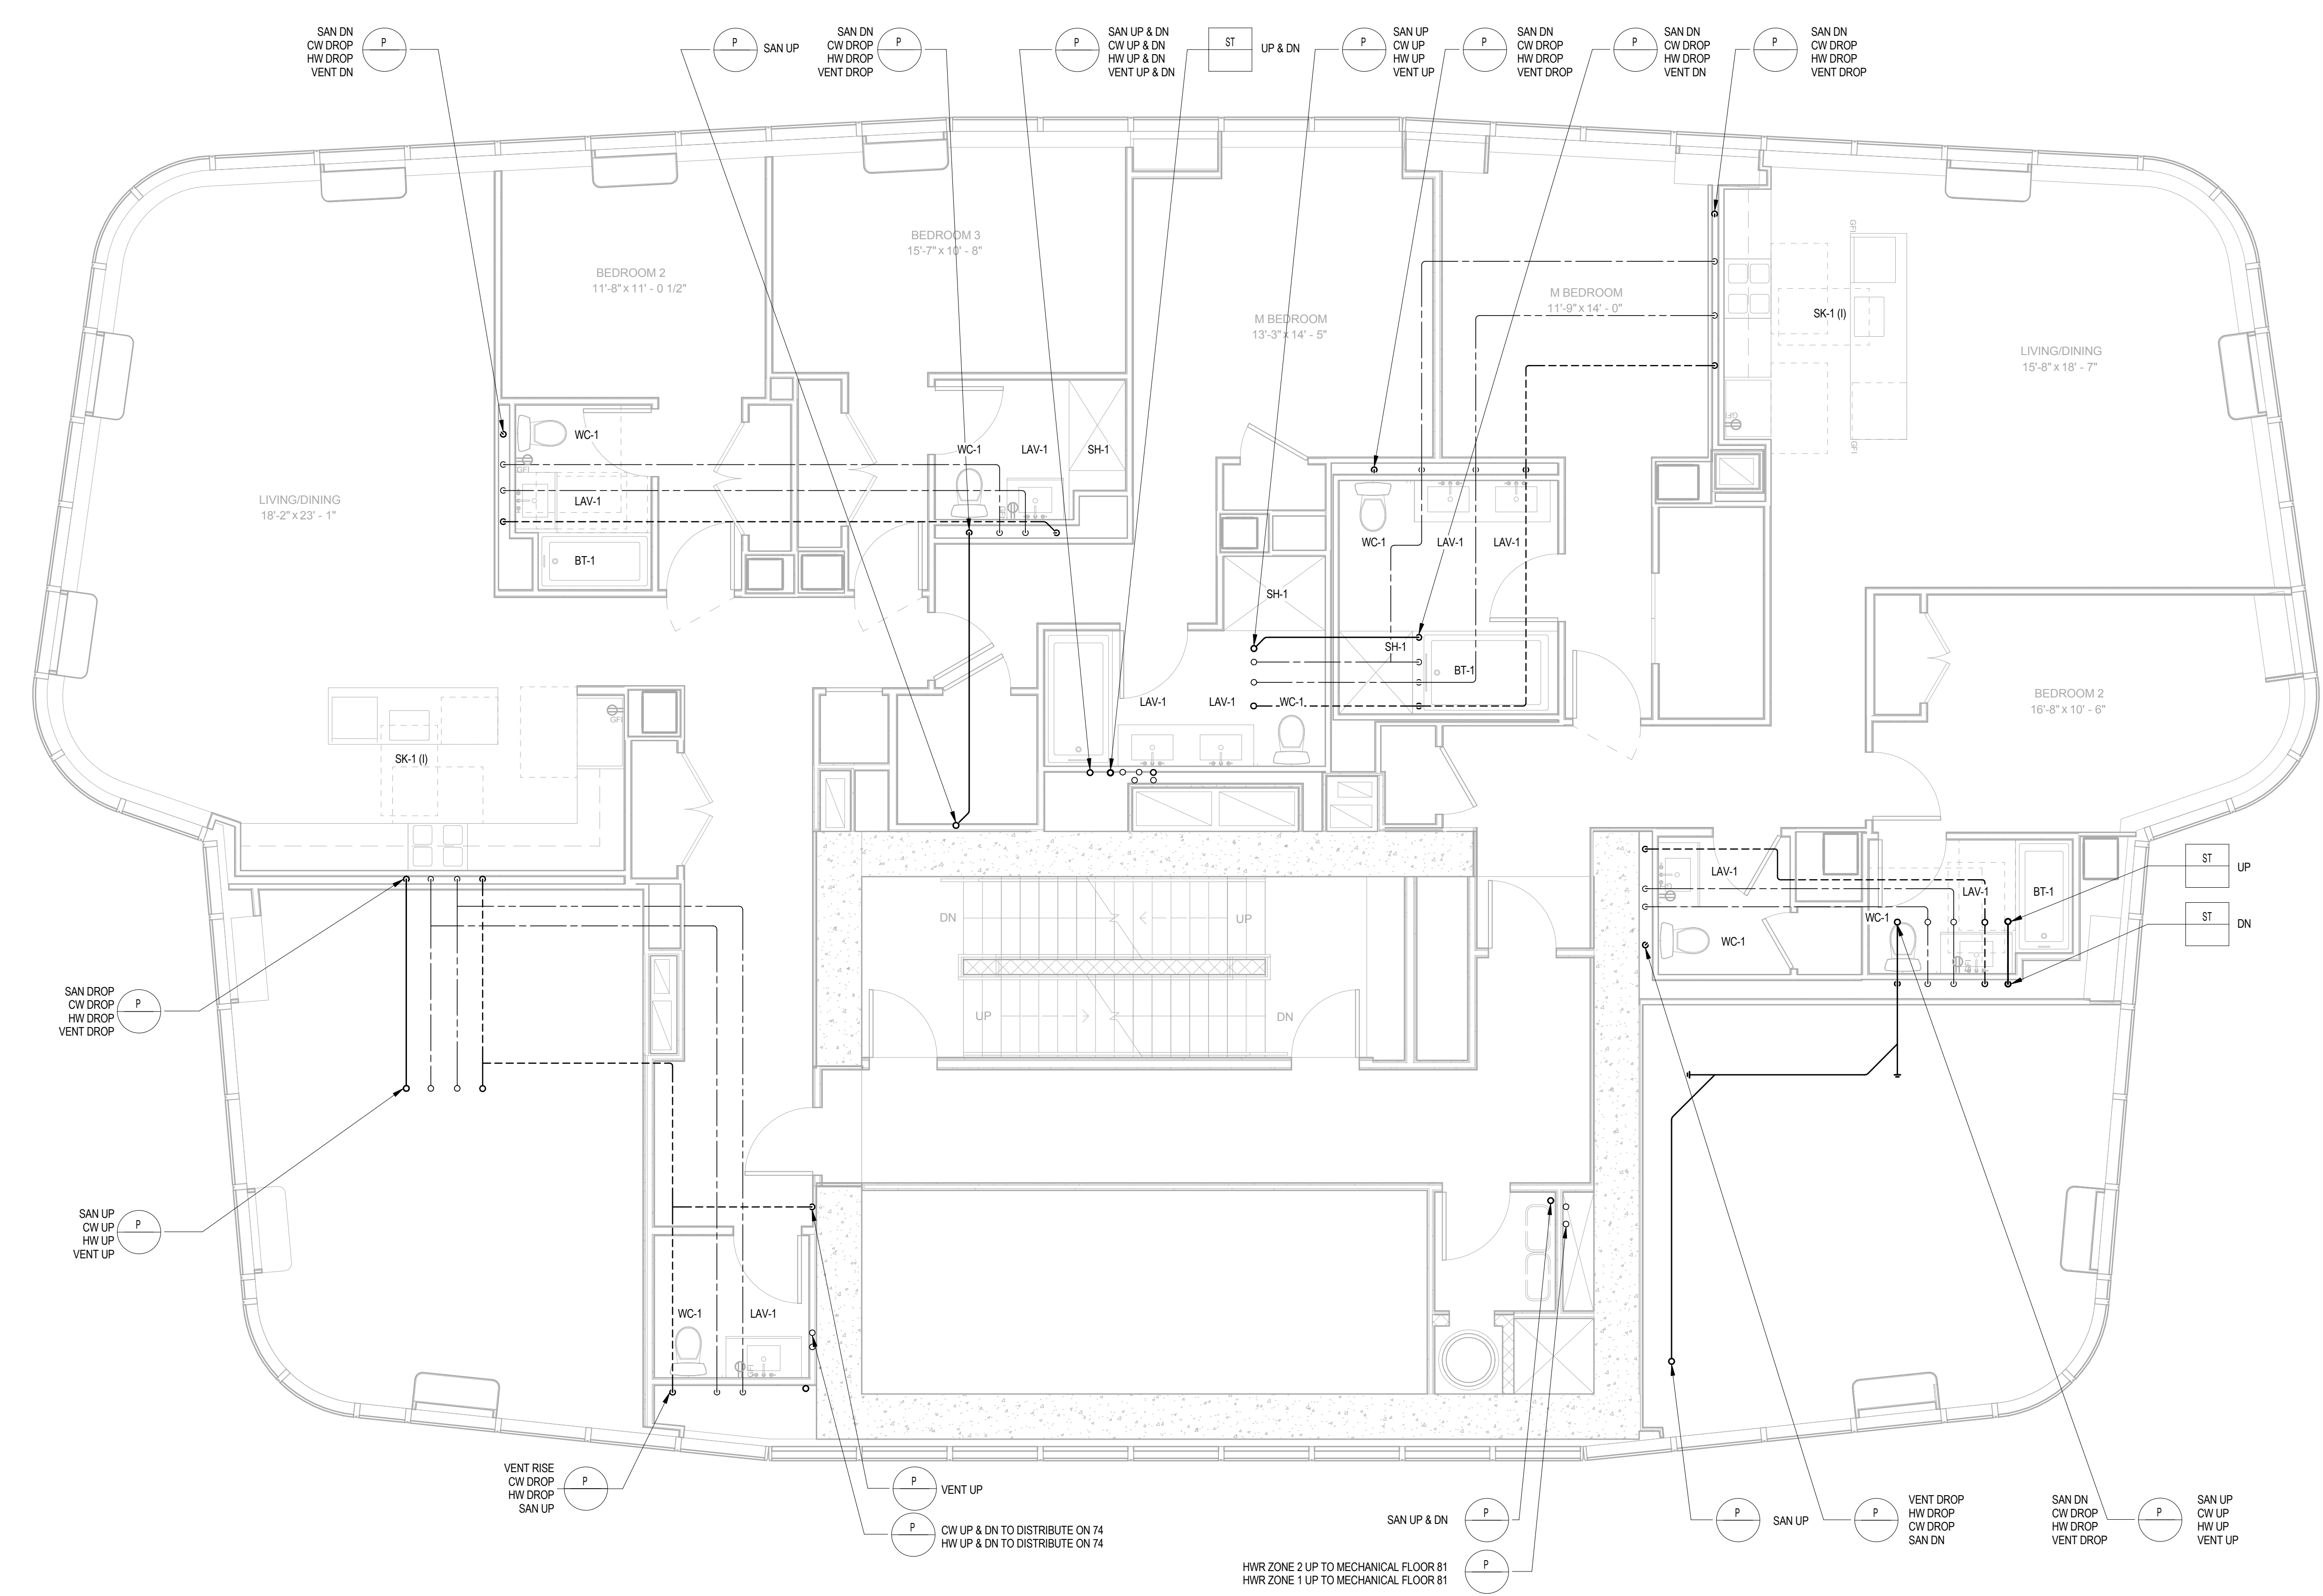 SAN DN
CW DROP
HW DROP
VENT DN
P
P
SAN UP
SAN DN
CW DROP
HW DROP
VENT DROP
P
P
SAN UP & DN
CW UP & DN
HW UP & DN
VENT UP & DN
ST
UP & DN
P
SAN UP
CW UP
HW UP
VENT UP
P
SAN DN
CW DROP
HW DROP
VENT DROP
P
SAN DN
CW DROP
HW DROP
VENT DN
P
SAN DN
CW DROP
HW DROP
VENT DROP
BEDROOM 3
15'-7" x 10' - 8"
BEDROOM 2
11'-8" x 11' - 0 1/2"
M BEDROOM
13'-3" x 14' - 5"
M BEDROOM
11'-9" x 14' - 0"
GFI
SK-1 (I)
LIVING/DINING
15'-8" x 18' - 7"
GFI
GFI
WC-1
GFI
LAV-1
BT-1
LIVING/DINING
18'-2" x 23' - 1"
WC-1
LAV-1
SH-1
GFI
WC-1
LAV-1
LAV-1
SH-1
SH-1
BT-1
LAV-1
LAV-1
WC-1
BEDROOM 2
16'-8" x 10' - 6"
GFI
SK-1 (I)
LAV-1
GFI
WC-1
LAV-1
BT-1
WC-1
GFI
ST
UP
ST
DN
DN
UP
UP
DN
SAN DROP
CW DROP
HW DROP
VENT DROP
P
SAN UP
CW UP
HW UP
VENT UP
P
WC-1
LAV-1
GFI
VENT RISE
CW DROP
HW DROP
SAN UP
P
P
VENT UP
P
CW UP & DN TO DISTRIBUTE ON 74
HW UP & DN TO DISTRIBUTE ON 74
SAN UP & DN
P
HWR ZONE 2 UP TO MECHANICAL FLOOR 81
HWR ZONE 1 UP TO MECHANICAL FLOOR 81
P
P
SAN UP
P
VENT DROP
HW DROP
CW DROP
SAN DN
SAN DN
CW DROP
HW DROP
VENT DROP
P
SAN UP
CW UP
HW UP
VENT UP